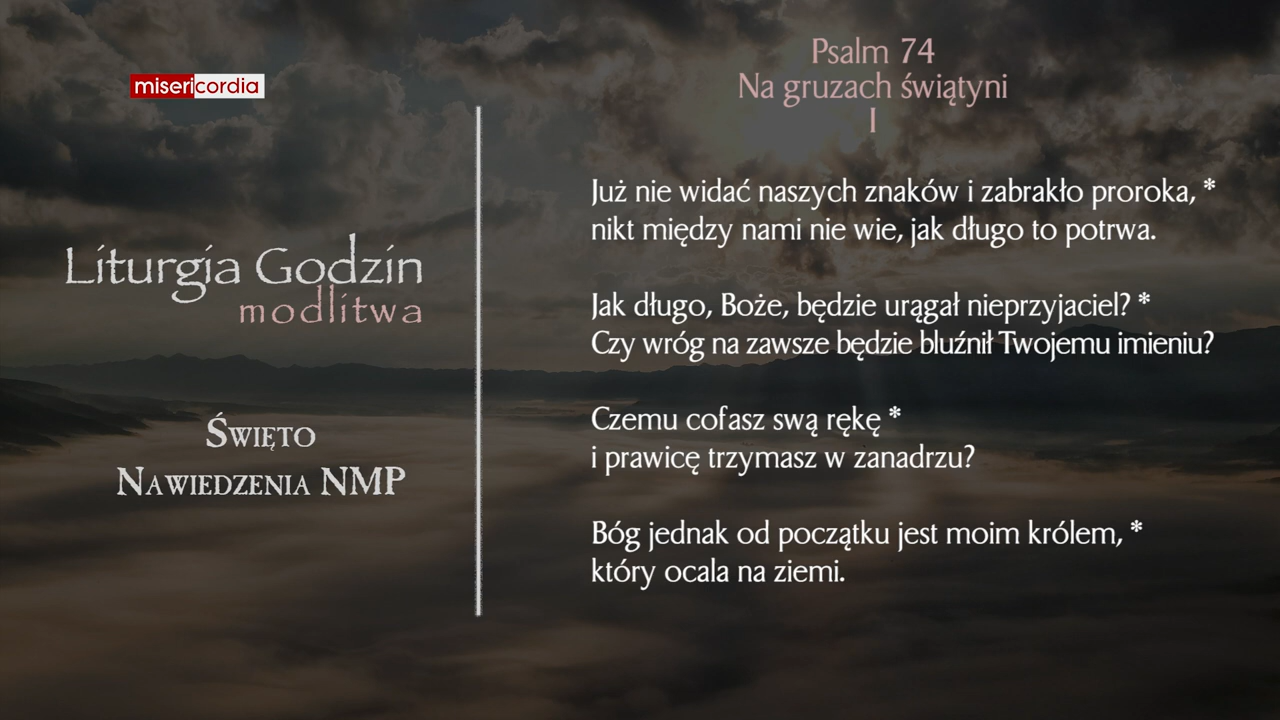 misericordia
Liturgia Godzin
modlitwa
Święto
Nawiedzenia NMP
Psalm 74
Na gruzach świątyni
I
Już nie widać naszych znaków i zabrakło proroka, *
nikt między nami nie wie, jak długo to potrwa.
Jak długo, Boże, będzie urągał nieprzyjaciel? *
Czy wróg na zawsze będzie bluźnił Twojemu imieniu?
Czemu cofasz swą rękę *
i prawicę trzymasz w zanadrzu?
Bóg jednak od początku jest moim królem, *
który ocala na ziemi.